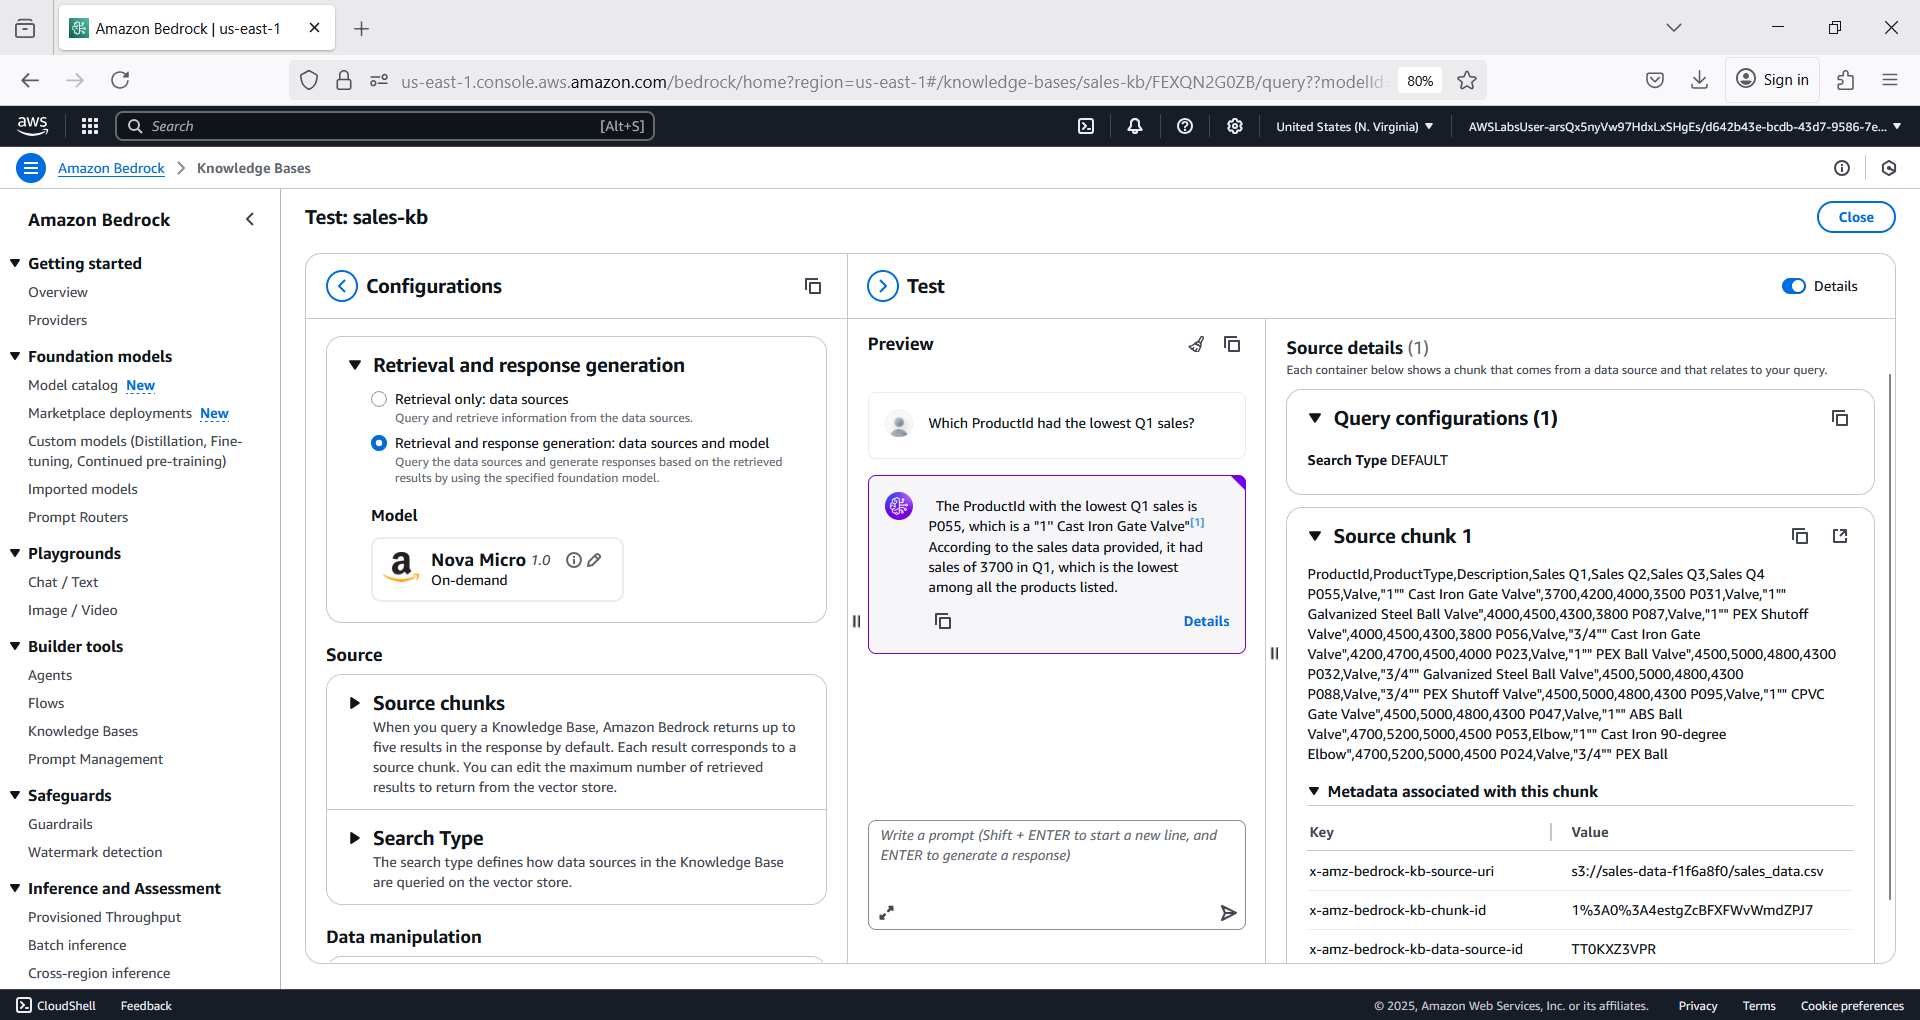 Amazon Bedrock | us-east-1
us-east-1.console.aws.amazon.com/bedrock/home?region=us-east-1#/knowledge-bases/sales-kb/FEXQN2G0ZB/query??modelId
80%
Sign in
aws
Search
[Alt+S]
United States (N. Virginia)
AWSLabsUser-arsQx5nyVw97HdxLxSHgEs/d642b43e-bcdb-43d7-9586-7e...
Amazon Bedrock
Knowledge Bases
Amazon Bedrock
Getting started
Overview
Providers
Foundation models
Model catalog New
Marketplace deployments New
Custom models (Distillation, Fine-
tuning, Continued pre-training)
Imported models
Prompt Routers
Playgrounds
Chat / Text
Image / Video
Builder tools
Agents
Flows
Knowledge Bases
Prompt Management
Safeguards
Guardrails
Watermark detection
Inference and Assessment
Provisioned Throughput
Batch inference
Cross-region inference
Test: sales-kb
Close
Configurations
Retrieval and response generation
Retrieval only: data sources
Query and retrieve information from the data sources.
Retrieval and response generation: data sources and model
Query the data sources and generate responses based on the retrieved
results by using the specified foundation model.
Model
a
Nova Micro 1.0
On-demand
Source
Source chunks
When you query a Knowledge Base, Amazon Bedrock returns up to
five results in the response by default. Each result corresponds to a
source chunk. You can edit the maximum number of retrieved
results to return from the vector store.
Search Type
The search type defines how data sources in the Knowledge Base
are queried on the vector store.
Data manipulation
Test
Details
Preview
Which ProductId had the lowest Q1 sales?
The ProductId with the lowest Q1 sales is
P055, which is a "1" Cast Iron Gate Valve"[1]
According to the sales data provided, it had
sales of 3700 in Q1, which is the lowest
among all the products listed.
Details
Write a prompt (Shift + ENTER to start a new line, and
ENTER to generate a response)
Source details (1)
Each container below shows a chunk that comes from a data source and that relates to your query.
Query configurations (1)
Search Type DEFAULT
Source chunk 1
ProductId,ProductType,Description,Sales Q1,Sales Q2,Sales Q3,Sales Q4
P055,Valve,"1"" Cast Iron Gate Valve",3700,4200,4000,3500 P031,Valve,"1""
Galvanized Steel Ball Valve",4000,4500,4300,3800 P087,Valve,"1"" PEX Shutoff
Valve",4000,4500,4300,3800 P056,Valve,"3/4"" Cast Iron Gate
Valve",4200,4700,4500,4000 P023,Valve,"1"" PEX Ball Valve",4500,5000,4800,4300
P032,Valve,"3/4"" Galvanized Steel Ball Valve",4500,5000,4800,4300
P088,Valve,"3/4"" PEX Shutoff Valve",4500,5000,4800,4300 P095,Valve,"1"" CPVC
Gate Valve",4500,5000,4800,4300 P047,Valve,"1"" ABS Ball
Valve",4700,5200,5000,4500 P053,Elbow,"1"" Cast Iron 90-degree
Elbow",4700,5200,5000,4500 P024,Valve,"3/4"" PEX Ball
Metadata associated with this chunk
Key Value
x-amz-bedrock-kb-source-uri s3://sales-data-f1f6a8f0/sales_data.csv
x-amz-bedrock-kb-chunk-id 1%3A0%3A4estgZcBFXFWvWmdZPJ7
x-amz-bedrock-kb-data-source-id TT0KXZ3VPR
CloudShell
Feedback
© 2025, Amazon Web Services, Inc. or its affiliates.
Privacy
Terms
Cookie preferences